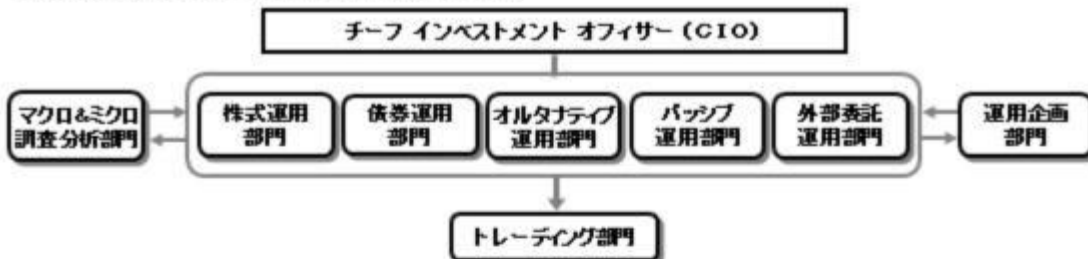 チーフ インベストメント オフィサー (CIO)
マクロ&ミクロ
調査分析部門
株式運用
部門
債券運用
部門
オルタナティブ
運用部門
パッシブ
運用部門
外部委託
運用部門
運用企画
部門
トレーディング部門